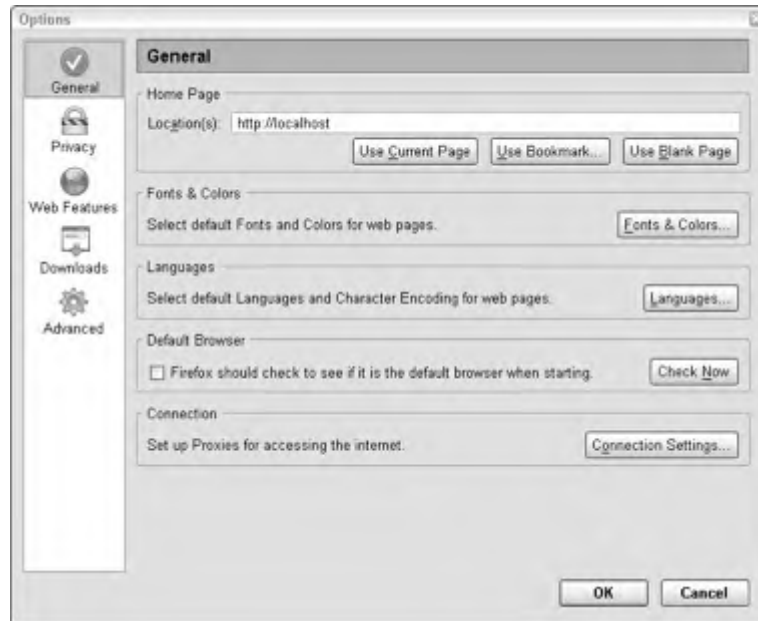 Options
General
Privacy
Web Features
Downloads
Advanced
General
Home Page
Location(s): http://localhost
Use Current Page Use Bookmark... Use Blank Page
Fonts & Colors
Select default Fonts and Colors for web pages. Fonts & Colors...
Languages
Select default Languages and Character Encoding for web pages. Languages...
Default Browser
Firefox should check to see if it is the default browser when starting. Check Now
Connection
Set up Proxies for accessing the internet. Connection Settings...
OK Cancel